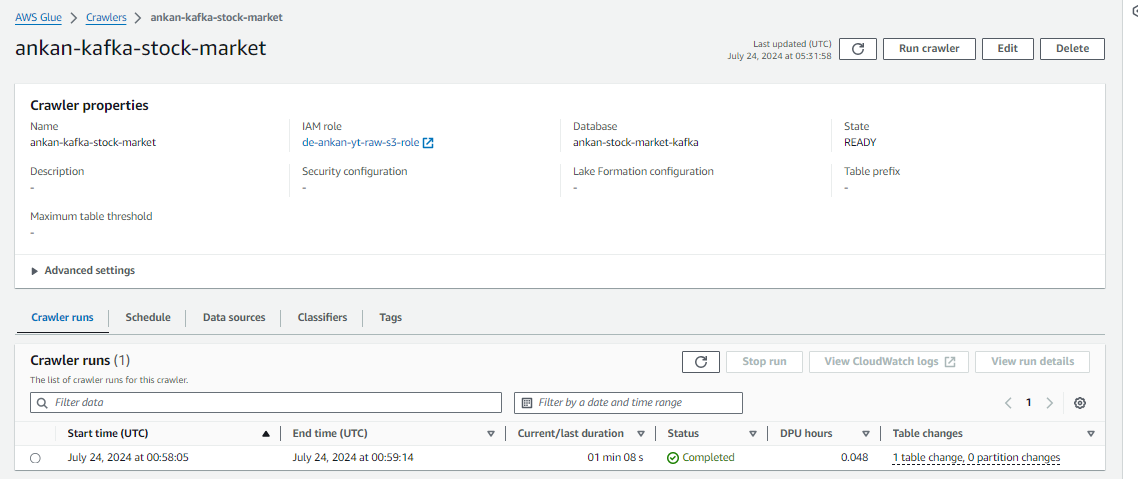 AWS Glue > Crawlers > ankan-kafka-stock-market
ankan-kafka-stock-market
Last updated (UTC)
July 24, 2024 at 05:31:58
Run crawler
Edit
Delete
Crawler properties
Name
IAM role
Database
State
ankan-kafka-stock-market
de-ankan-yt-raw-s3-role
ankan-stock-market-kafka
READY
Description
Security configuration
Lake Formation configuration
Table prefix
-
-
-
-
Maximum table threshold
-
Advanced settings
Crawler runs
Schedule
Data sources
Classifiers
Tags
Crawler runs (1)
Stop run
View CloudWatch logs
View run details
The list of crawler runs for this crawler.
Filter data
Filter by a date and time range
1
Start time (UTC)
End time (UTC)
Current/last duration
Status
DPU hours
Table changes
July 24, 2024 at 00:58:05
July 24, 2024 at 00:59:14
01 min 08 s
Completed
0.048
1 table change, 0 partition changes